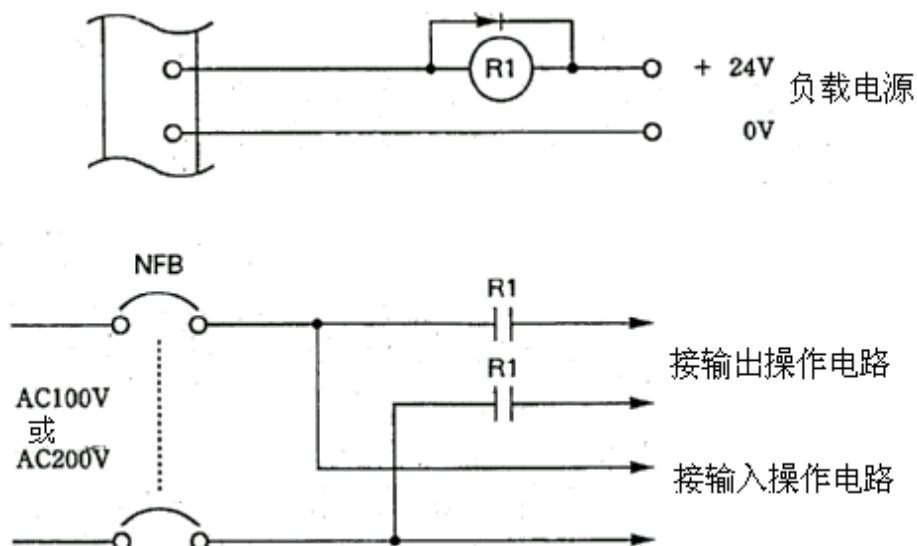 R1
+ 24V
负载电源
0V
NFB
R1
接输出操作电路
R1
AC100V
或
AC200V
接输入操作电路